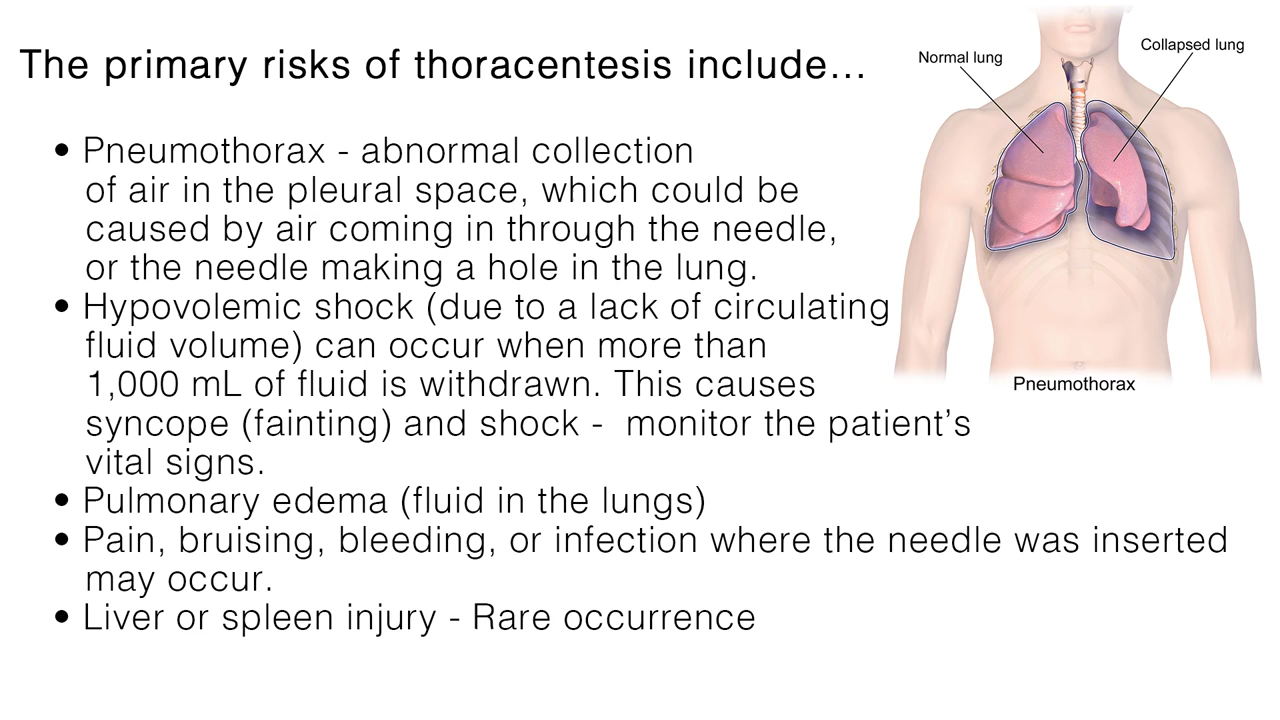 The primary risks of thoracentesis include...
• Pneumothorax - abnormal collection
of air in the pleural space, which could be
caused by air coming in through the needle,
or the needle making a hole in the lung.
• Hypovolemic shock (due to a lack of circulating
fluid volume) can occur when more than
1,000 mL of fluid is withdrawn. This causes
syncope (fainting) and shock -  monitor the patient’s
vital signs.
• Pulmonary edema (fluid in the lungs)
• Pain, bruising, bleeding, or infection where the needle was inserted
may occur.
• Liver or spleen injury - Rare occurrence
Normal lung
Collapsed lung
Pneumothorax